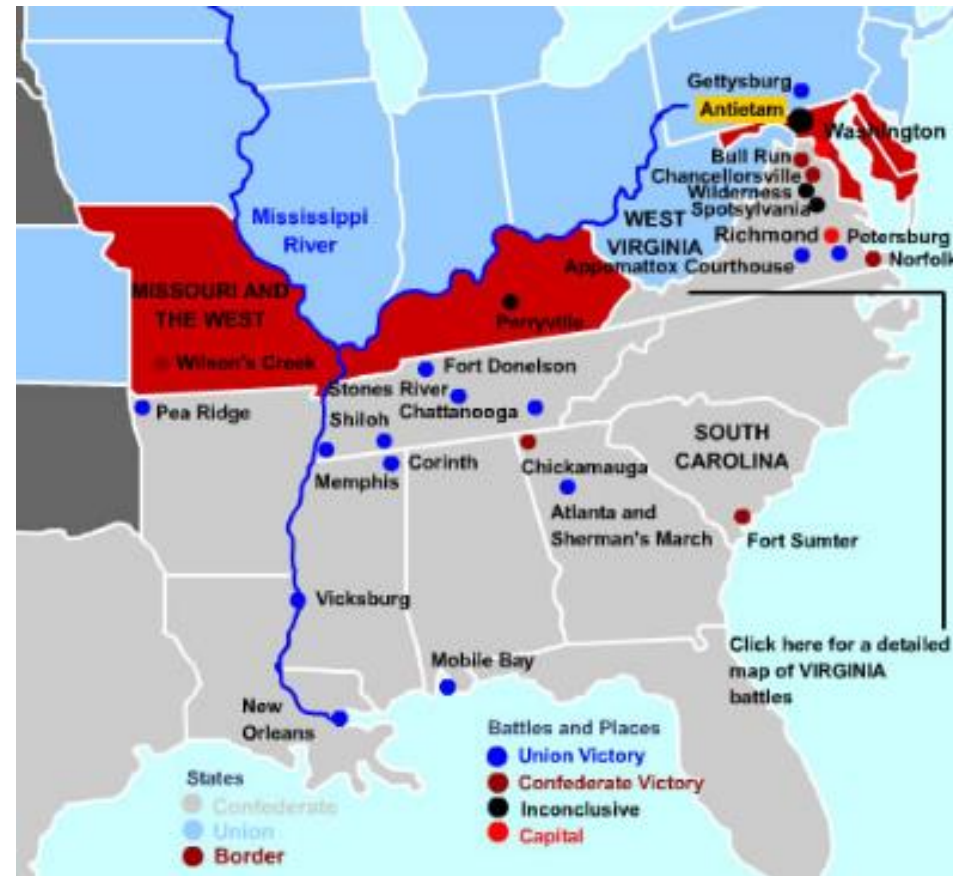 Gettysburg
Antietam
Washington
Bull Run
Chancellorsville
Wilderness
Spotsylvania
WEST
VIRGINIA
Richmond
Petersburg
Appomattox Courthouse
Norfolk
Mississippi
River
MISSOURI AND
THE WEST
Perryville
Wilson's Creek
Fort Donelson
Stones River
Pea Ridge
Shiloh
Chattanooga
Memphis
Corinth
Chickamauga
SOUTH
CAROLINA
Atlanta and
Sherman's March
Fort Sumter
Vicksburg
Click here for a detailed
map of VIRGINIA
battles
Mobile Bay
New
Orleans
Battles and Places
Union Victory
Confederate Victory
Inconclusive
Capital
States
Confederate
Union
Border